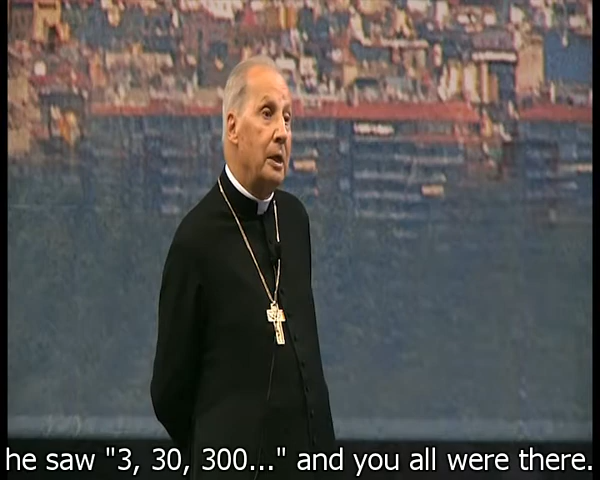 he saw "3, 30, 300..." and you all were there.